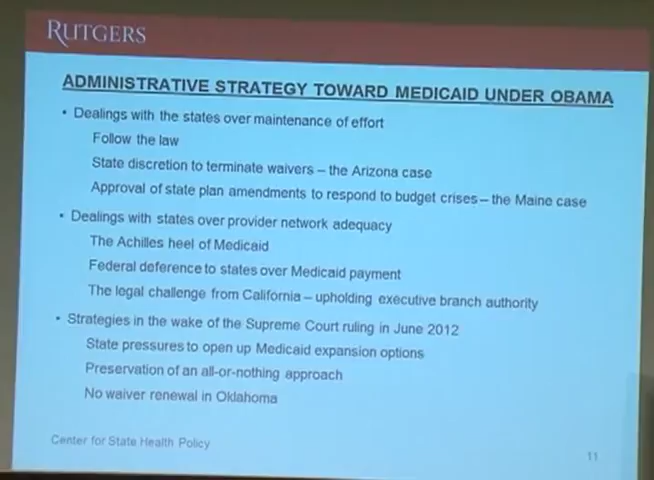 RUTGERS
ADMINISTRATIVE STRATEGY TOWARD MEDICAID UNDER OBAMA
• Dealings with the states over maintenance of effort
Follow the law
State discretion to terminate waivers – the Arizona case
Approval of state plan amendments to respond to budget crises – the Maine case
• Dealings with states over provider network adequacy
The Achilles heel of Medicaid
Federal deference to states over Medicaid payment
The legal challenge from California – upholding executive branch authority
• Strategies in the wake of the Supreme Court ruling in June 2012
State pressures to open up Medicaid expansion options
Preservation of an all-or-nothing approach
No waiver renewal in Oklahoma
Center for State Health Policy
11